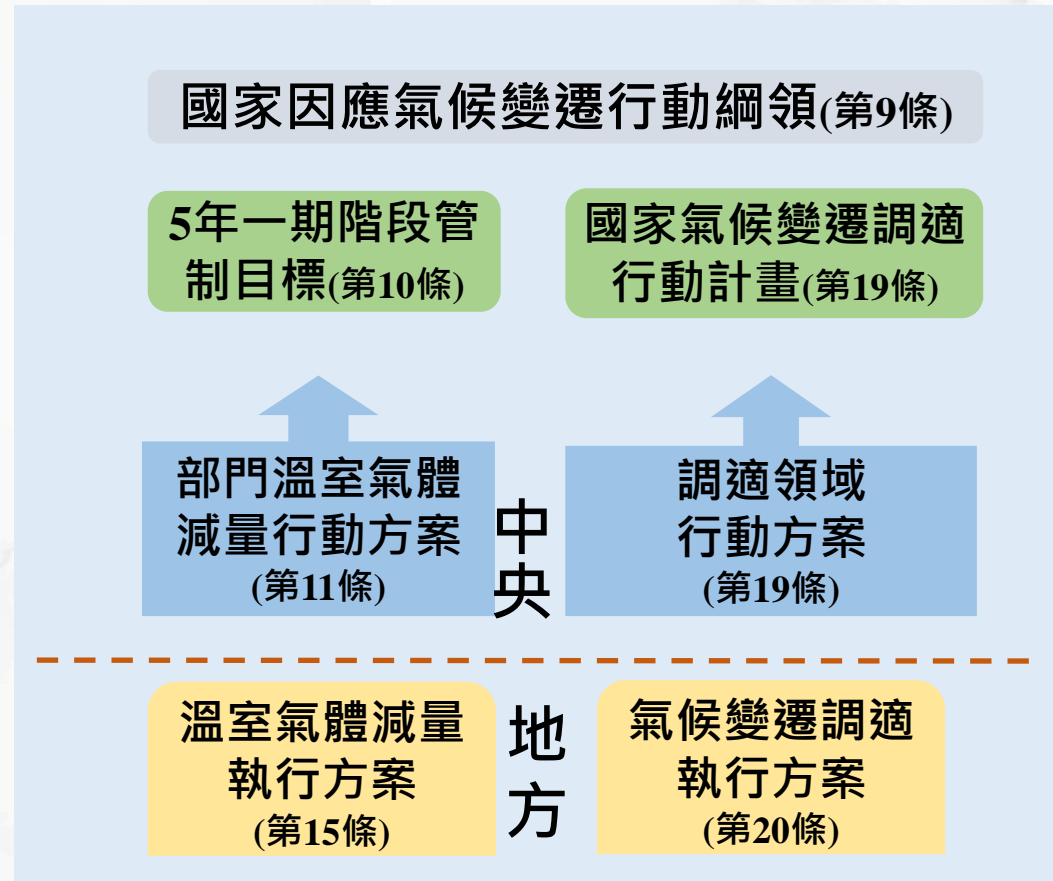 國家因應氣候變遷行動綱領(第9條)
5年一期階段管
制目標(第10條)
國家氣候變遷調適
行動計畫(第19條)
部門溫室氣體
減量行動方案
(第11條)
中
央
調適領域
行動方案
(第19條)
溫室氣體減量
執行方案
(第15條)
地
方
氣候變遷調適
執行方案
(第20條)